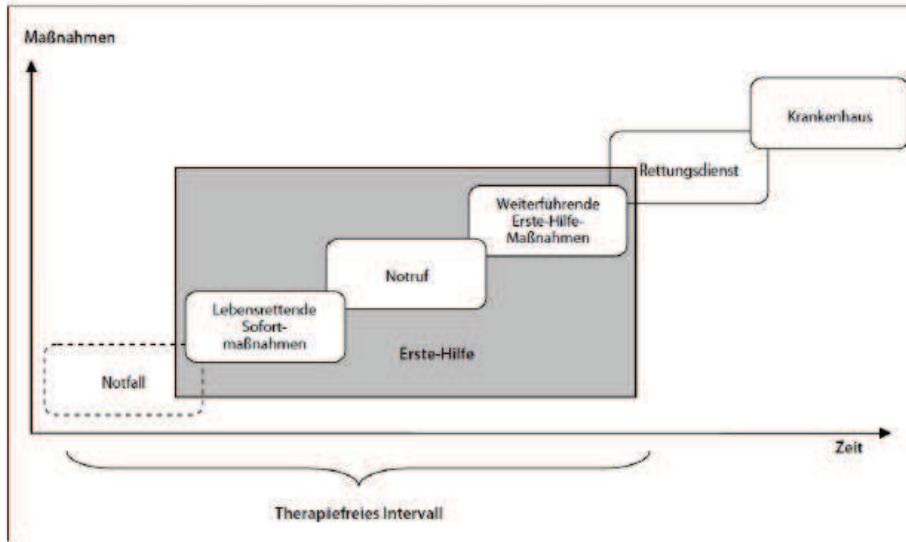 Maßnahmen
Krankenhaus
Rettungsdienst
Weiterführende
Erste-Hilfe-
Maßnahmen
Notruf
Lebensrettende
Sofort-
maßnahmen
Erste-Hilfe
Notfall
Zeit
Therapiefreies Intervall